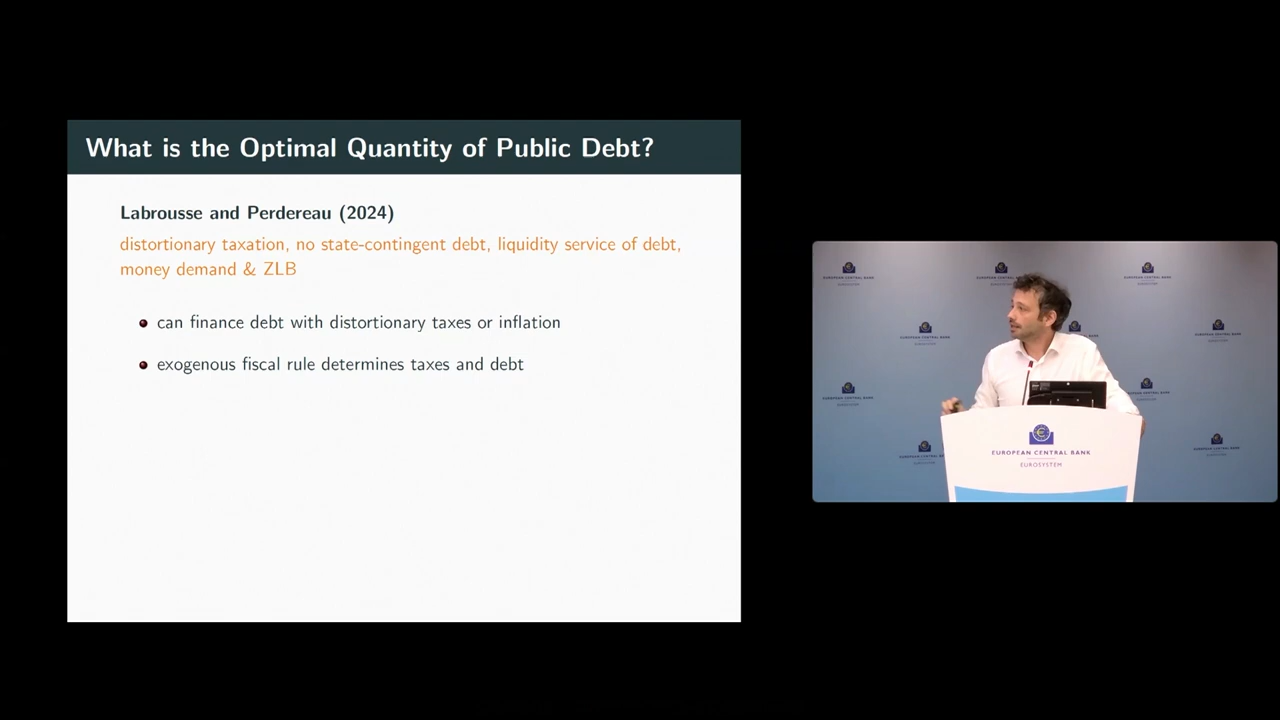 What is the Optimal Quantity of Public Debt?
Labrousse and Perdereau (2024)
distortionary taxation, no state-contingent debt, liquidity service of debt,
money demand & ZLB
can finance debt with distortionary taxes or inflation
exogenous fiscal rule determines taxes and debt
EUROPEAN CENTRAL BANK
EUROSYSTEM